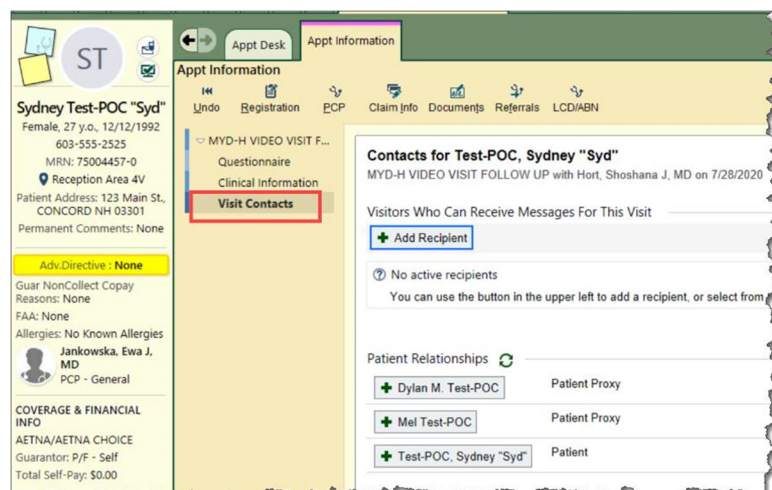 ST
Sydney Test-POC "Syd"
Female, 27 y.o., 12/12/1992
603-555-2525
MRN: 75004457-0
Reception Area 4V
Patient Address: 123 Main St.,
CONCORD NH 03301
Permanent Comments: None
Adv.Directive : None
Guar NonCollect Copay
Reasons: None
FAA: None
Allergies: No Known Allergies
Jankowska, Ewa J,
MD
PCP - General
COVERAGE & FINANCIAL
INFO
AETNA/AETNA CHOICE
Guarantor: P/F - Self
Total Self-Pay: $0.00
Appt Desk
Appt Information
Appt Information
Undo
Registration
PCP
Claim Info
Documents
Referrals
LCD/ABN
MYD-H VIDEO VISIT F...
Questionnaire
Clinical Information
Visit Contacts
Contacts for Test-POC, Sydney "Syd"
MYD-H VIDEO VISIT FOLLOW UP with Hort, Shoshana J, MD on 7/28/2020
Visitors Who Can Receive Messages For This Visit
Add Recipient
No active recipients
You can use the button in the upper left to add a recipient, or select from
Patient Relationships
Dylan M. Test-POC Patient Proxy
Mel Test-POC Patient Proxy
Test-POC, Sydney "Syd" Patient